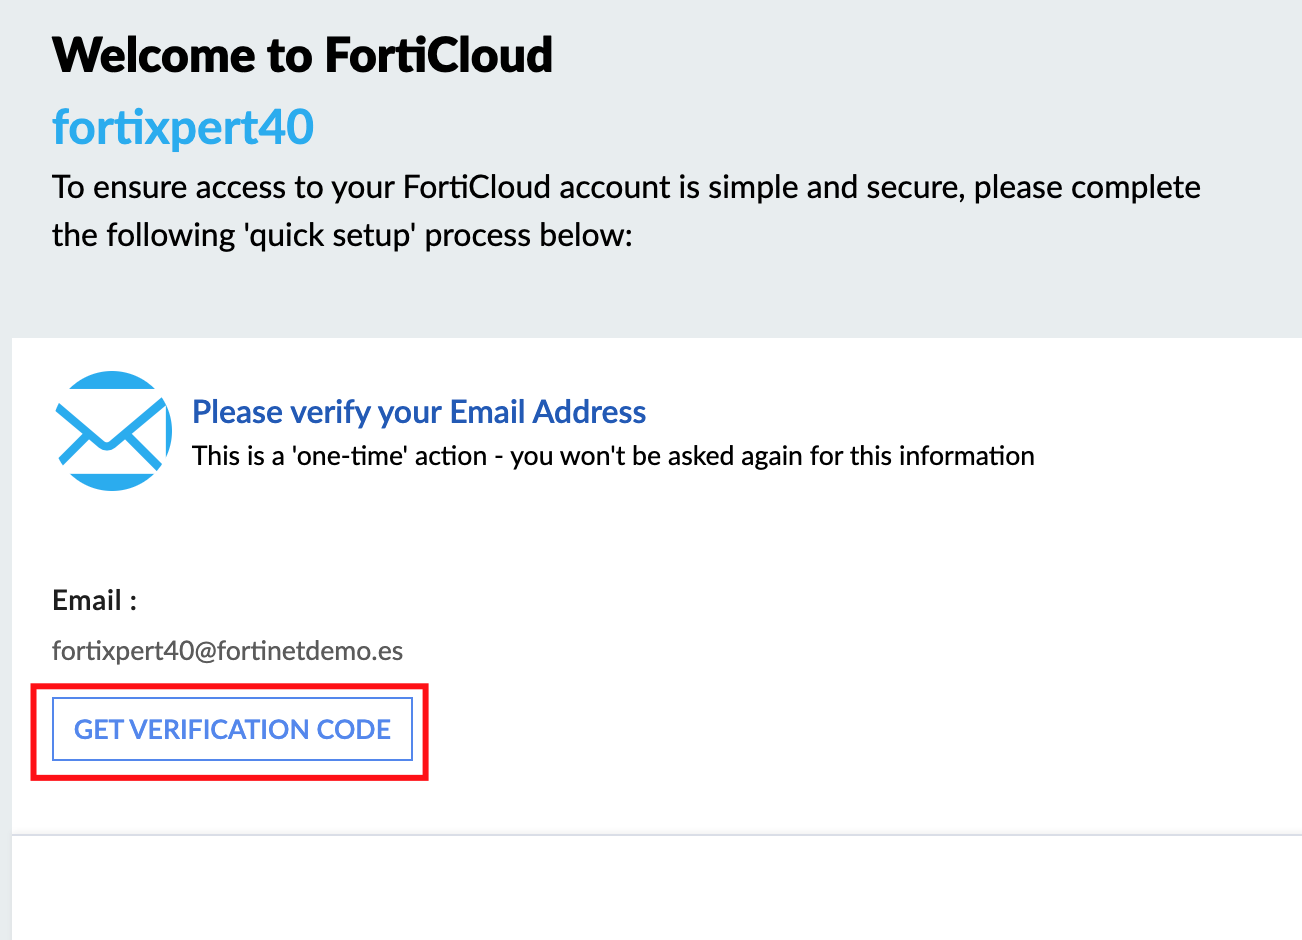 Welcome to FortiCloud
fortixpert40
To ensure access to your FortiCloud account is simple and secure, please complete
the following 'quick setup' process below:
Please verify your Email Address
This is a 'one-time' action - you won't be asked again for this information
Email :
fortixpert40@fortinetdemo.es
GET VERIFICATION CODE